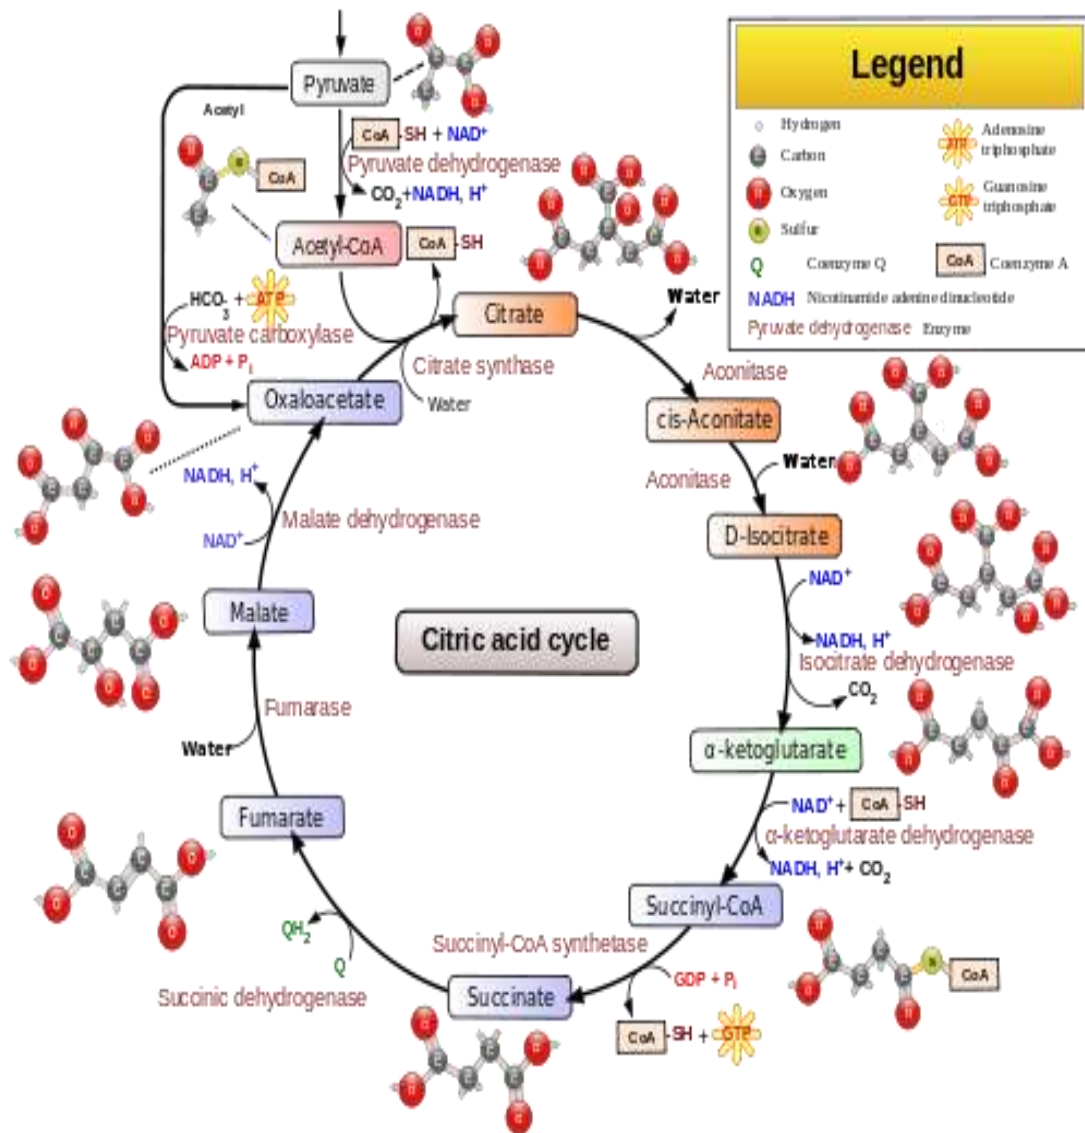 Legend
Hydrogen
Carbon
Oxygen
Sulfur
Q Coenzyme Q
NADH Nicotinamide adenine dinucleotide
Pyruvate dehydrogenase Enzyme
ATP Adenosine
triphosphate
GTP Guanosine
triphosphate
CoA Coenzyme A
Pyruvate
Acetyl
CoA
CoA -SH + NAD⁺
Pyruvate dehydrogenase
CO₂+NADH, H⁺
Acetyl-CoA
CoA -SH
HCO₃⁻ + ATP
Pyruvate carboxylase
ADP + Pᵢ
Citrate
Water
Citrate synthase
Water
Oxaloacetate
Aconitase
cis-Aconitate
Water
Aconitase
D-Isocitrate
NAD⁺
NADH, H⁺
Isocitrate dehydrogenase
CO₂
α-ketoglutarate
NAD⁺ + CoA -SH
α-ketoglutarate dehydrogenase
NADH, H⁺+ CO₂
Succinyl-CoA
CoA
Succinyl-CoA synthetase
GDP + Pᵢ
CoA -SH + GTP
Succinate
QH₂
Q
Succinic dehydrogenase
Fumarate
Water
Fumarase
Malate
NADH, H⁺
NAD⁺
Malate dehydrogenase
Citric acid cycle